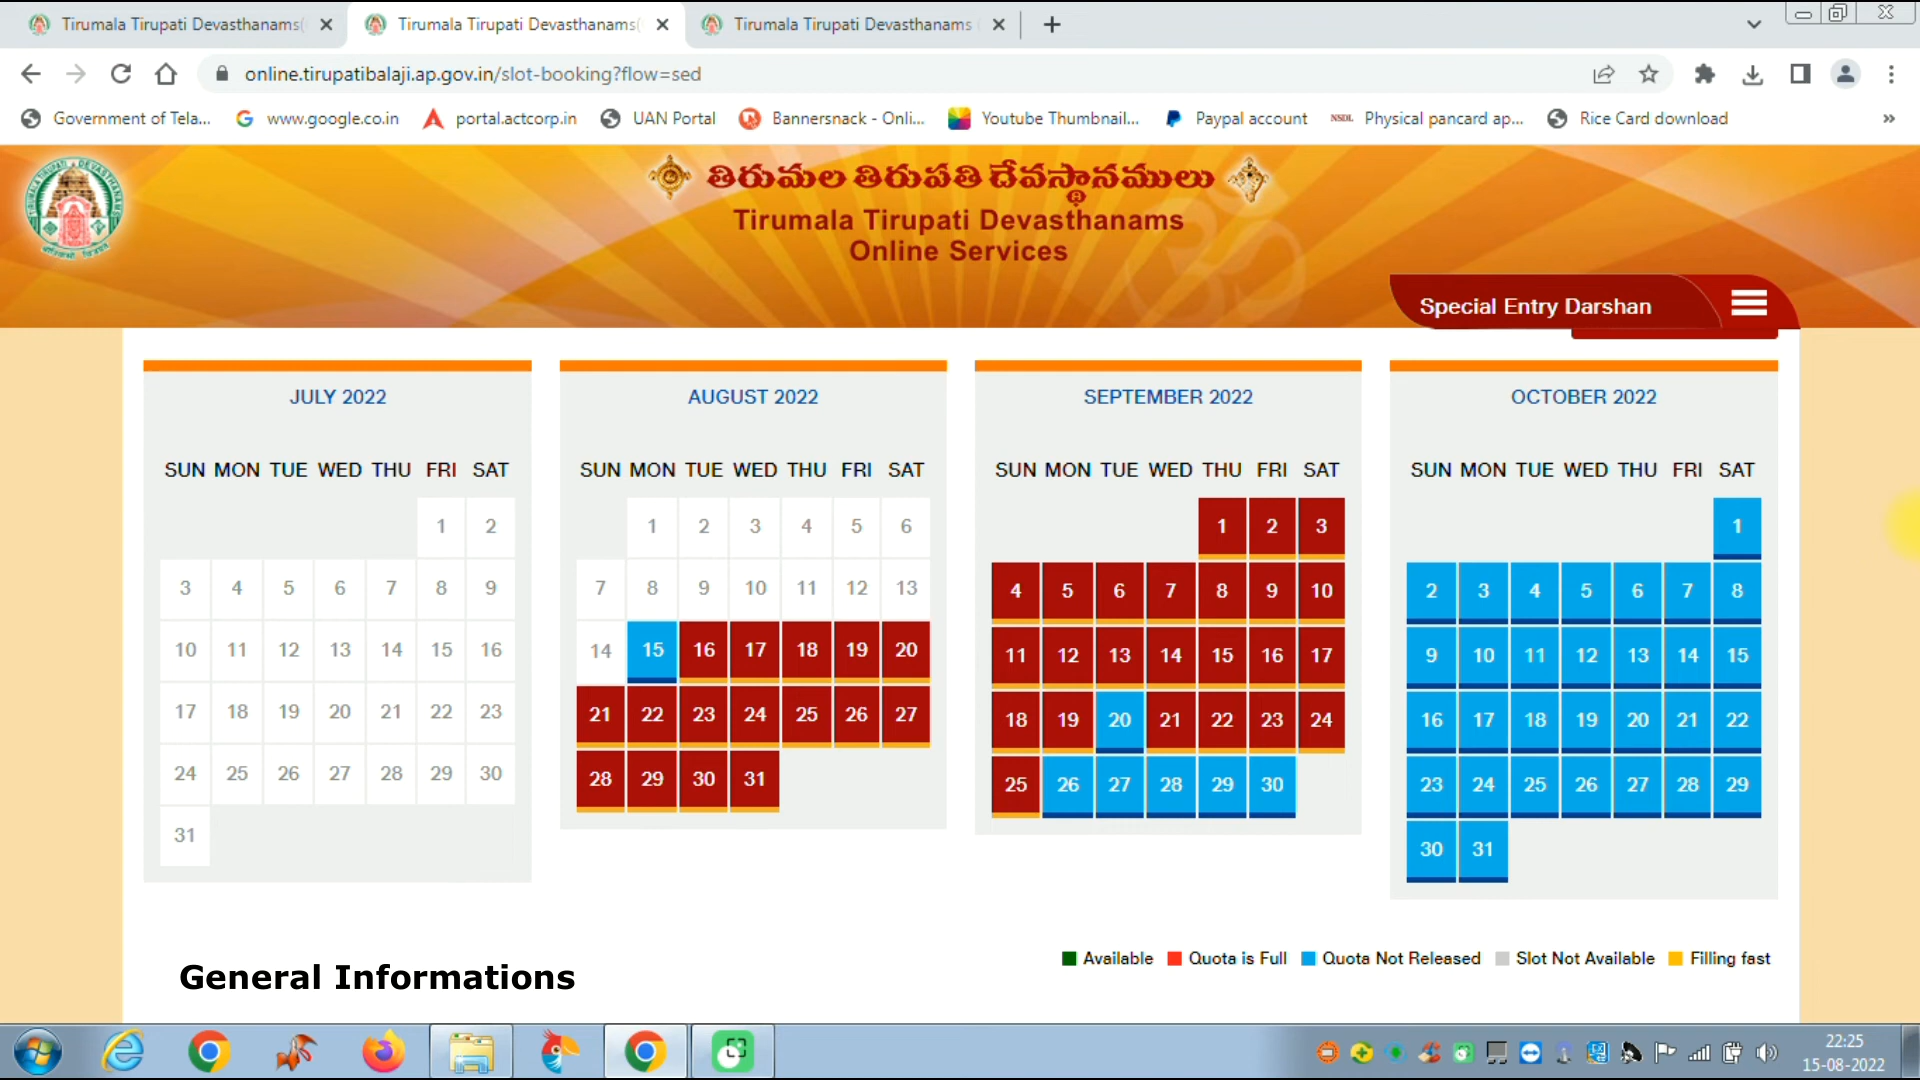 Tirumala Tirupati Devasthanams(
Tirumala Tirupati Devasthanams(
Tirumala Tirupati Devasthanams
online.tirupatibalaji.ap.gov.in/slot-booking?flow=sed
Government of Tela...
www.google.co.in
portal.actcorp.in
UAN Portal
Bannersnack - Onli...
Youtube Thumbnail...
Paypal account
NSDL Physical pancard ap...
Rice Card download
»
తిరుమల తిరుపతి దేవస్థానములు
Tirumala Tirupati Devasthanams
Online Services
Special Entry Darshan
JULY 2022
SUN MON TUE WED THU FRI SAT
1 2
3 4 5 6 7 8 9
10 11 12 13 14 15 16
17 18 19 20 21 22 23
24 25 26 27 28 29 30
31
AUGUST 2022
SUN MON TUE WED THU FRI SAT
1 2 3 4 5 6
7 8 9 10 11 12 13
14 15 16 17 18 19 20
21 22 23 24 25 26 27
28 29 30 31
SEPTEMBER 2022
SUN MON TUE WED THU FRI SAT
1 2 3
4 5 6 7 8 9 10
11 12 13 14 15 16 17
18 19 20 21 22 23 24
25 26 27 28 29 30
OCTOBER 2022
SUN MON TUE WED THU FRI SAT
1
2 3 4 5 6 7 8
9 10 11 12 13 14 15
16 17 18 19 20 21 22
23 24 25 26 27 28 29
30 31
Available Quota is Full Quota Not Released Slot Not Available Filling fast
General Informations
22:25
15-08-2022